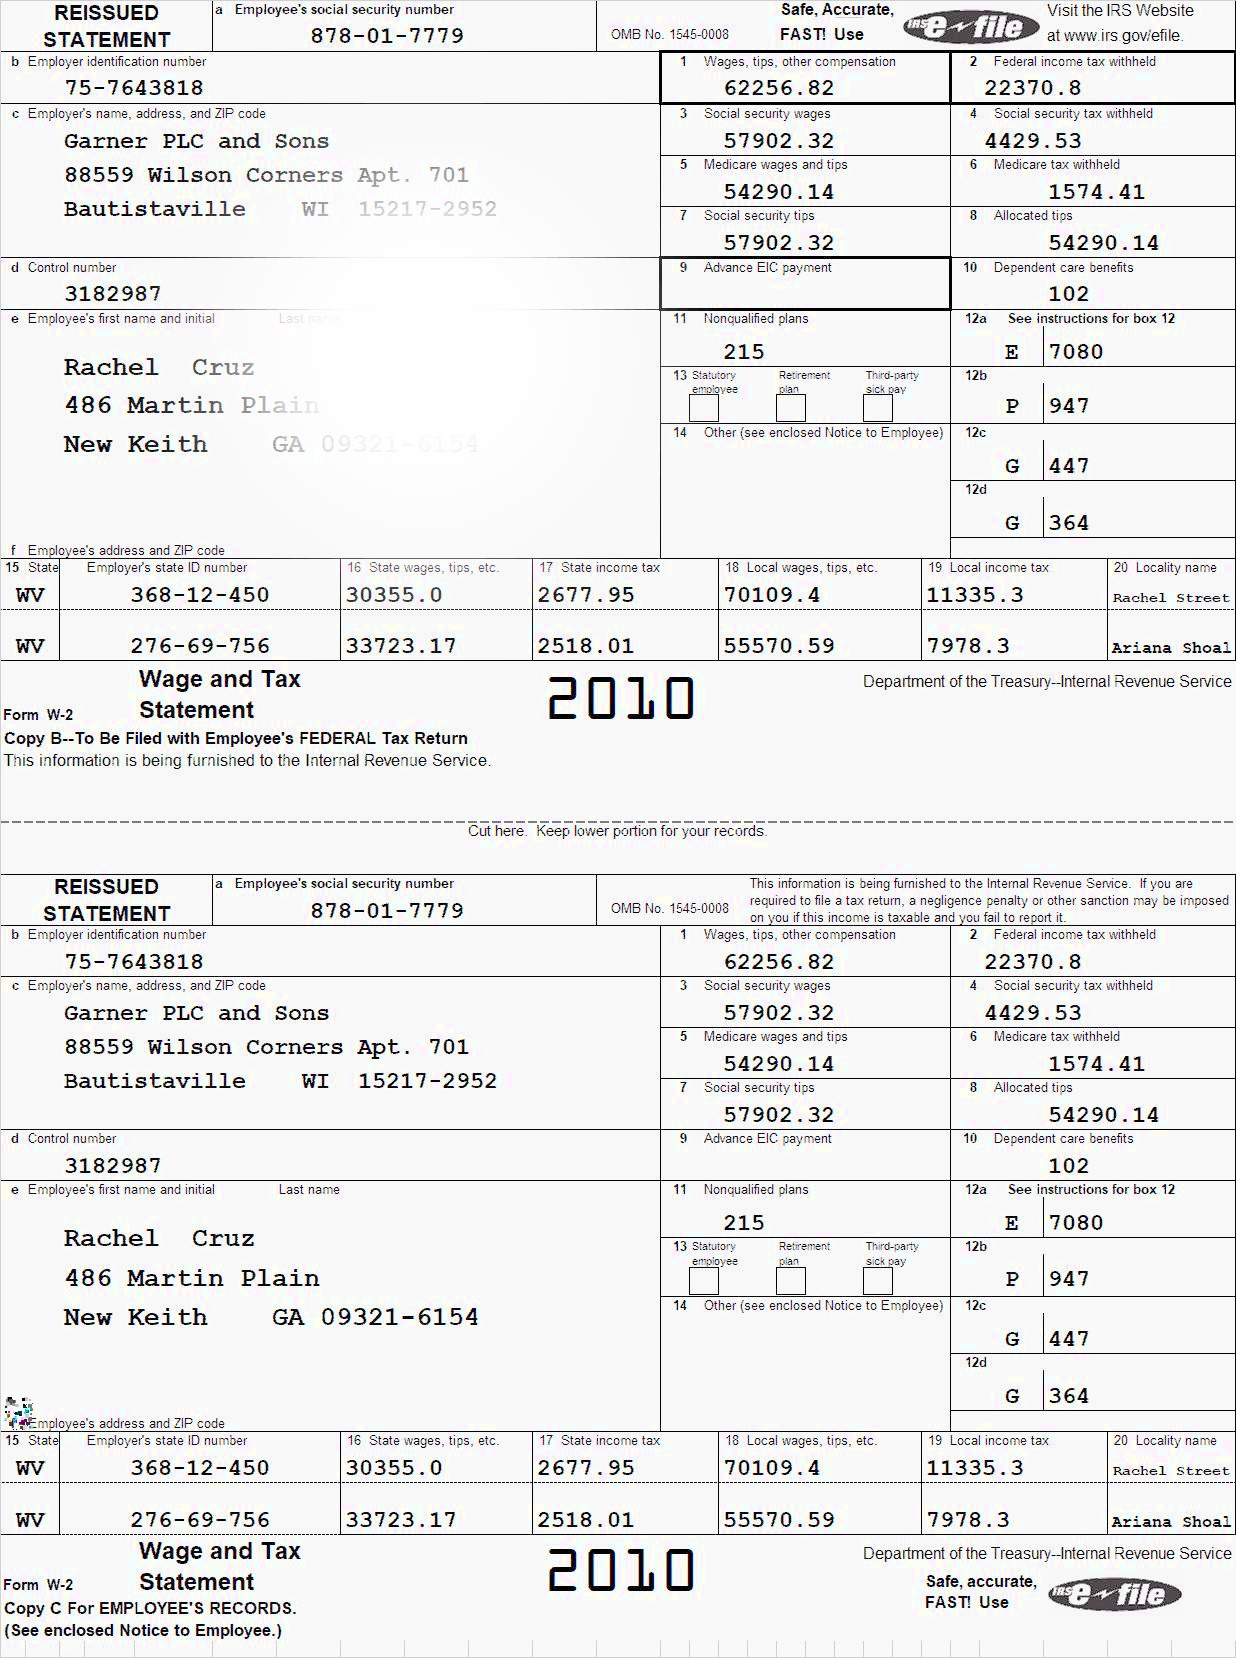 REISSUED STATEMENT
a Employee's social security number
878-01-7779
OMB No. 1545-0008
Safe, Accurate, FAST! Use
IRS e-file
Visit the IRS Website at www.irs.gov/efile.
b Employer identification number
75-7643818
1 Wages, tips, other compensation
62256.82
2 Federal income tax withheld
22370.8
c Employer's name, address, and ZIP code
Garner PLC and Sons
88559 Wilson Corners Apt. 701
Bautistaville WI 15217-2952
3 Social security wages
57902.32
4 Social security tax withheld
4429.53
5 Medicare wages and tips
54290.14
6 Medicare tax withheld
1574.41
7 Social security tips
57902.32
8 Allocated tips
54290.14
d Control number
3182987
9 Advance EIC payment
10 Dependent care benefits
102
e Employee's first name and initial Last name
Rachel Cruz
486 Martin Plain
New Keith GA 09321-6154
11 Nonqualified plans
215
12a See instructions for box 12
E 7080
13 Statutory employee Retirement plan Third-party sick pay
12b
P 947
14 Other (see enclosed Notice to Employee)
12c
G 447
12d
G 364
f Employee's address and ZIP code
15 State Employer's state ID number 16 State wages, tips, etc. 17 State income tax 18 Local wages, tips, etc. 19 Local income tax 20 Locality name
WV 368-12-450 30355.0 2677.95 70109.4 11335.3 Rachel Street
WV 276-69-756 33723.17 2518.01 55570.59 7978.3 Ariana Shoal
Form W-2 Wage and Tax Statement
2010
Department of the Treasury--Internal Revenue Service
Copy B--To Be Filed with Employee's FEDERAL Tax Return
This information is being furnished to the Internal Revenue Service.
Cut here. Keep lower portion for your records.
REISSUED STATEMENT
a Employee's social security number
878-01-7779
OMB No. 1545-0008
This information is being furnished to the Internal Revenue Service. If you are
required to file a tax return, a negligence penalty or other sanction may be imposed
on you if this income is taxable and you fail to report it.
b Employer identification number
75-7643818
1 Wages, tips, other compensation
62256.82
2 Federal income tax withheld
22370.8
c Employer's name, address, and ZIP code
Garner PLC and Sons
88559 Wilson Corners Apt. 701
Bautistaville WI 15217-2952
3 Social security wages
57902.32
4 Social security tax withheld
4429.53
5 Medicare wages and tips
54290.14
6 Medicare tax withheld
1574.41
7 Social security tips
57902.32
8 Allocated tips
54290.14
d Control number
3182987
9 Advance EIC payment
10 Dependent care benefits
102
e Employee's first name and initial Last name
Rachel Cruz
486 Martin Plain
New Keith GA 09321-6154
11 Nonqualified plans
215
12a See instructions for box 12
E 7080
13 Statutory employee Retirement plan Third-party sick pay
12b
P 947
14 Other (see enclosed Notice to Employee)
12c
G 447
12d
G 364
Employee's address and ZIP code
15 State Employer's state ID number 16 State wages, tips, etc. 17 State income tax 18 Local wages, tips, etc. 19 Local income tax 20 Locality name
WV 368-12-450 30355.0 2677.95 70109.4 11335.3 Rachel Street
WV 276-69-756 33723.17 2518.01 55570.59 7978.3 Ariana Shoal
Form W-2 Wage and Tax Statement
2010
Department of the Treasury--Internal Revenue Service
Safe, accurate, FAST! Use
IRS e-file
Copy C For EMPLOYEE'S RECORDS.
(See enclosed Notice to Employee.)